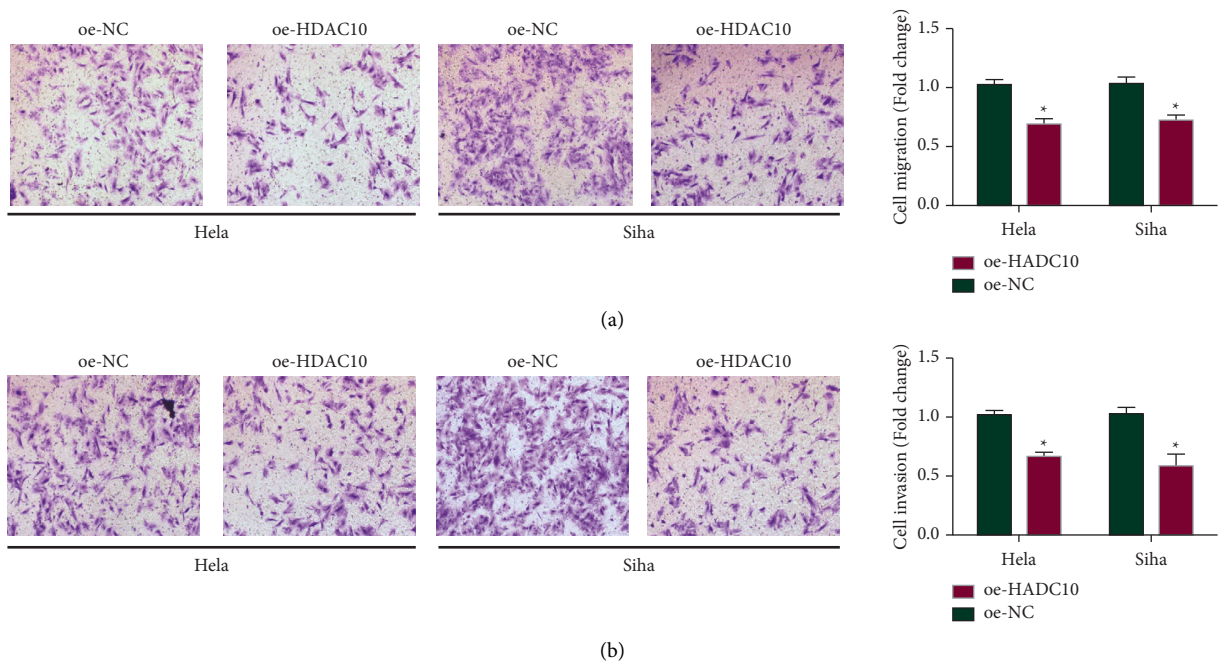 oe-NC oe-HDAC10 oe-NC oe-HDAC10
Hela Siha
Cell migration (Fold change)
1.5
1.0
0.5
0.0
* *
Hela Siha
oe-HADC10
oe-NC
(a)
oe-NC oe-HDAC10 oe-NC oe-HDAC10
Hela Siha
Cell invasion (Fold change)
1.5
1.0
0.5
0.0
* *
Hela Siha
oe-HADC10
oe-NC
(b)